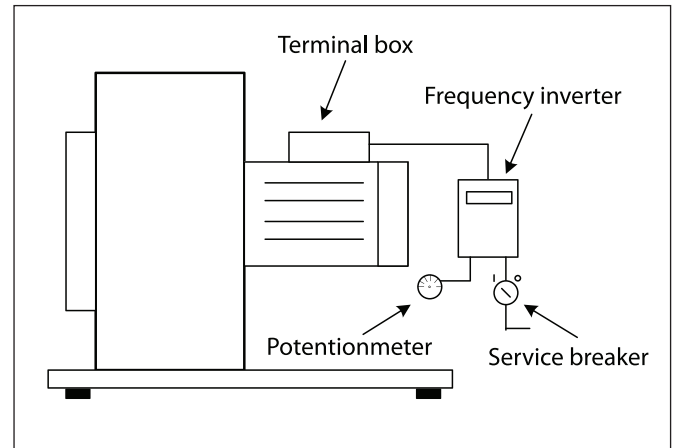 Terminal box
Frequency inverter
I O
Potentionmeter
Service breaker